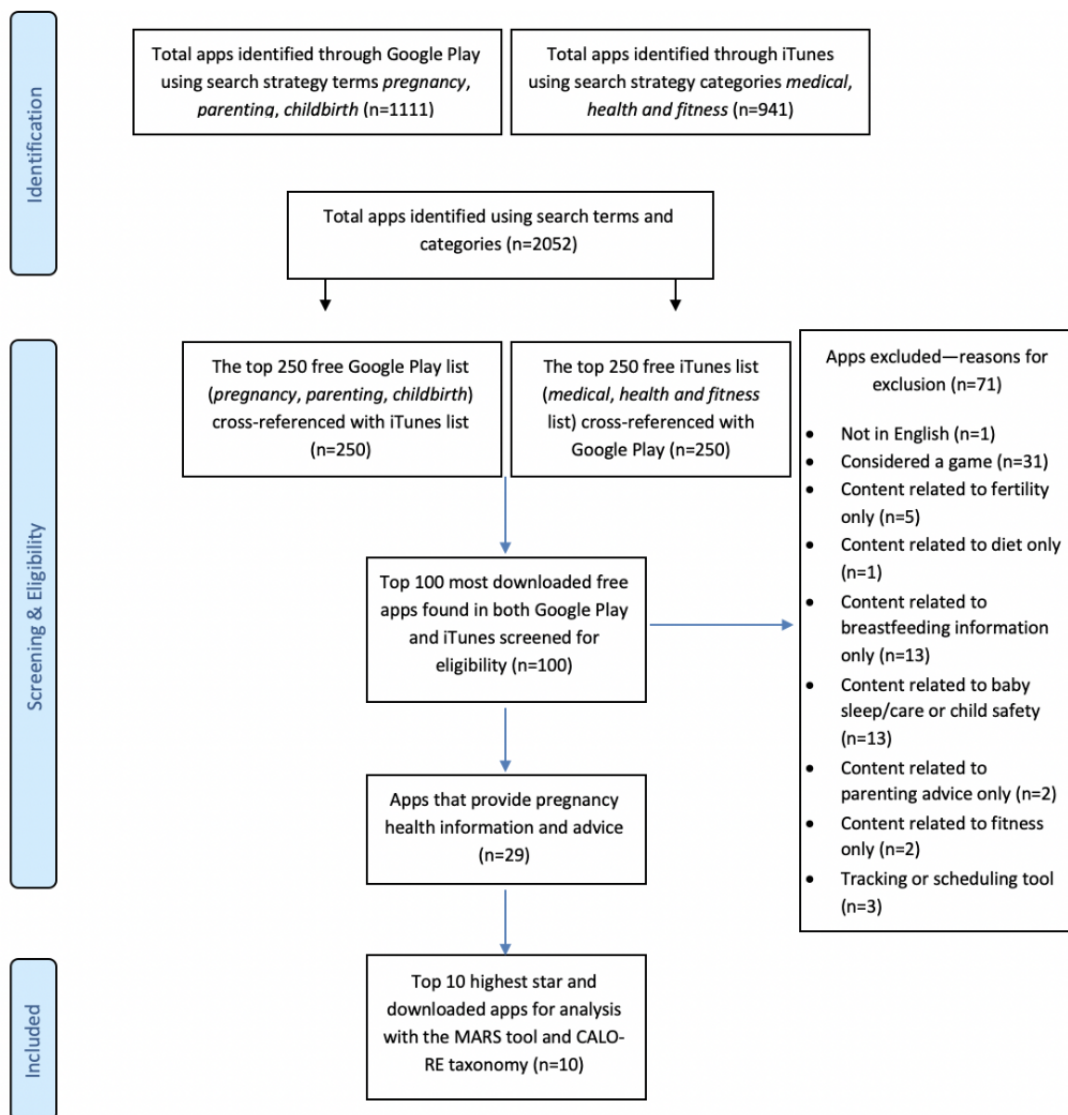 Identification
Total apps identified through Google Play
using search strategy terms pregnancy,
parenting, childbirth (n=1111)
Total apps identified through iTunes
using search strategy categories medical,
health and fitness (n=941)
Total apps identified using search terms and
categories (n=2052)
Screening & Eligibility
The top 250 free Google Play list
(pregnancy, parenting, childbirth)
cross-referenced with iTunes list
(n=250)
The top 250 free iTunes list
(medical, health and fitness
list) cross-referenced with
Google Play (n=250)
Apps excluded—reasons for
exclusion (n=71)
• Not in English (n=1)
• Considered a game (n=31)
• Content related to fertility
only (n=5)
• Content related to diet only
(n=1)
• Content related to
breastfeeding information
only (n=13)
• Content related to baby
sleep/care or child safety
(n=13)
• Content related to
parenting advice only (n=2)
• Content related to fitness
only (n=2)
• Tracking or scheduling tool
(n=3)
Top 100 most downloaded free
apps found in both Google Play
and iTunes screened for
eligibility (n=100)
Apps that provide pregnancy
health information and advice
(n=29)
Included
Top 10 highest star and
downloaded apps for analysis
with the MARS tool and CALO-
RE taxonomy (n=10)